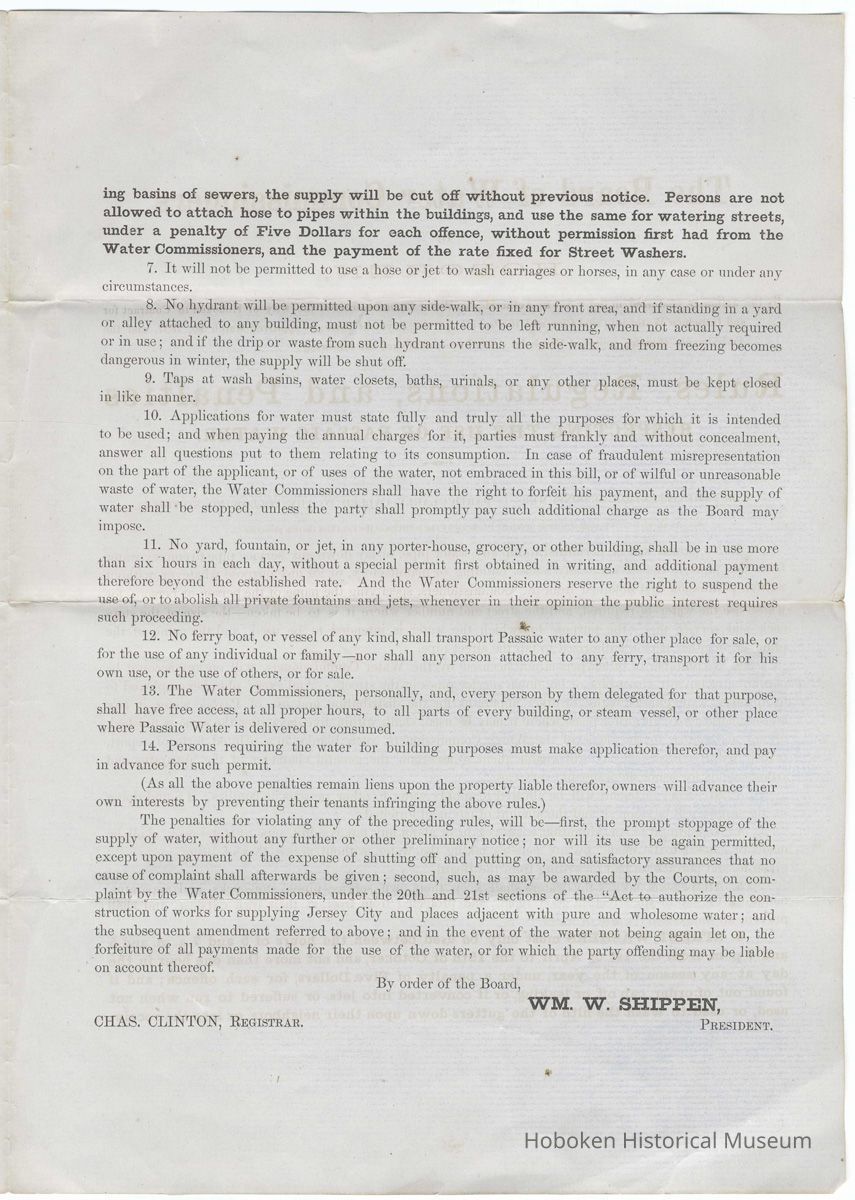 ing basins of sewers, the supply will be cut off without previous notice. Persons are not
allowed to attach hose to pipes within the buildings, and use the same for watering streets,
under a penalty of Five Dollars for each offence, without permission first had from the
Water Commissioners, and the payment of the rate fixed for Street Washers.
7. It will not be permitted to use a hose or jet to wash carriages or horses, in any case or under any
circumstances.
8. No hydrant will be permitted upon any side-walk, or in any front area, and if standing in a yard
or alley attached to any building, must not be permitted to be left running, when not actually required
or in use; and if the drip or waste from such hydrant overruns the side-walk, and from freezing becomes
dangerous in winter, the supply will be shut off.
9. Taps at wash basins, water closets, baths, urinals, or any other places, must be kept closed
in like manner.
10. Applications for water must state fully and truly all the purposes for which it is intended
to be used; and when paying the annual charges for it, parties must frankly and without concealment,
answer all questions put to them relating to its consumption. In case of fraudulent misrepresentation
on the part of the applicant, or of uses of the water, not embraced in this bill, or of wilful or unreasonable
waste of water, the Water Commissioners shall have the right to forfeit his payment, and the supply of
water shall be stopped, unless the party shall promptly pay such additional charge as the Board may
impose.
11. No yard, fountain, or jet, in any porter-house, grocery, or other building, shall be in use more
than six hours in each day, without a special permit first obtained in writing, and additional payment
therefore beyond the established rate. And the Water Commissioners reserve the right to suspend the
use of, or to abolish all private fountains and jets, whenever in their opinion the public interest requires
such proceeding.
12. No ferry boat, or vessel of any kind, shall transport Passaic water to any other place for sale, or
for the use of any individual or family—nor shall any person attached to any ferry, transport it for his
own use, or the use of others, or for sale.
13. The Water Commissioners, personally, and, every person by them delegated for that purpose,
shall have free access, at all proper hours, to all parts of every building, or steam vessel, or other place
where Passaic Water is delivered or consumed.
14. Persons requiring the water for building purposes must make application therefor, and pay
in advance for such permit.
(As all the above penalties remain liens upon the property liable therefor, owners will advance their
own interests by preventing their tenants infringing the above rules.)
The penalties for violating any of the preceding rules, will be—first, the prompt stoppage of the
supply of water, without any further or other preliminary notice; nor will its use be again permitted,
except upon payment of the expense of shutting off and putting on, and satisfactory assurances that no
cause of complaint shall afterwards be given; second, such, as may be awarded by the Courts, on com-
plaint by the Water Commissioners, under the 20th and 21st sections of the "Act to authorize the con-
struction of works for supplying Jersey City and places adjacent with pure and wholesome water; and
the subsequent amendment referred to above; and in the event of the water not being again let on, the
forfeiture of all payments made for the use of the water, or for which the party offending may be liable
on account thereof.
By order of the Board,
WM. W. SHIPPEN,
CHAS. CLINTON, REGISTRAR. PRESIDENT.
Hoboken Historical Museum